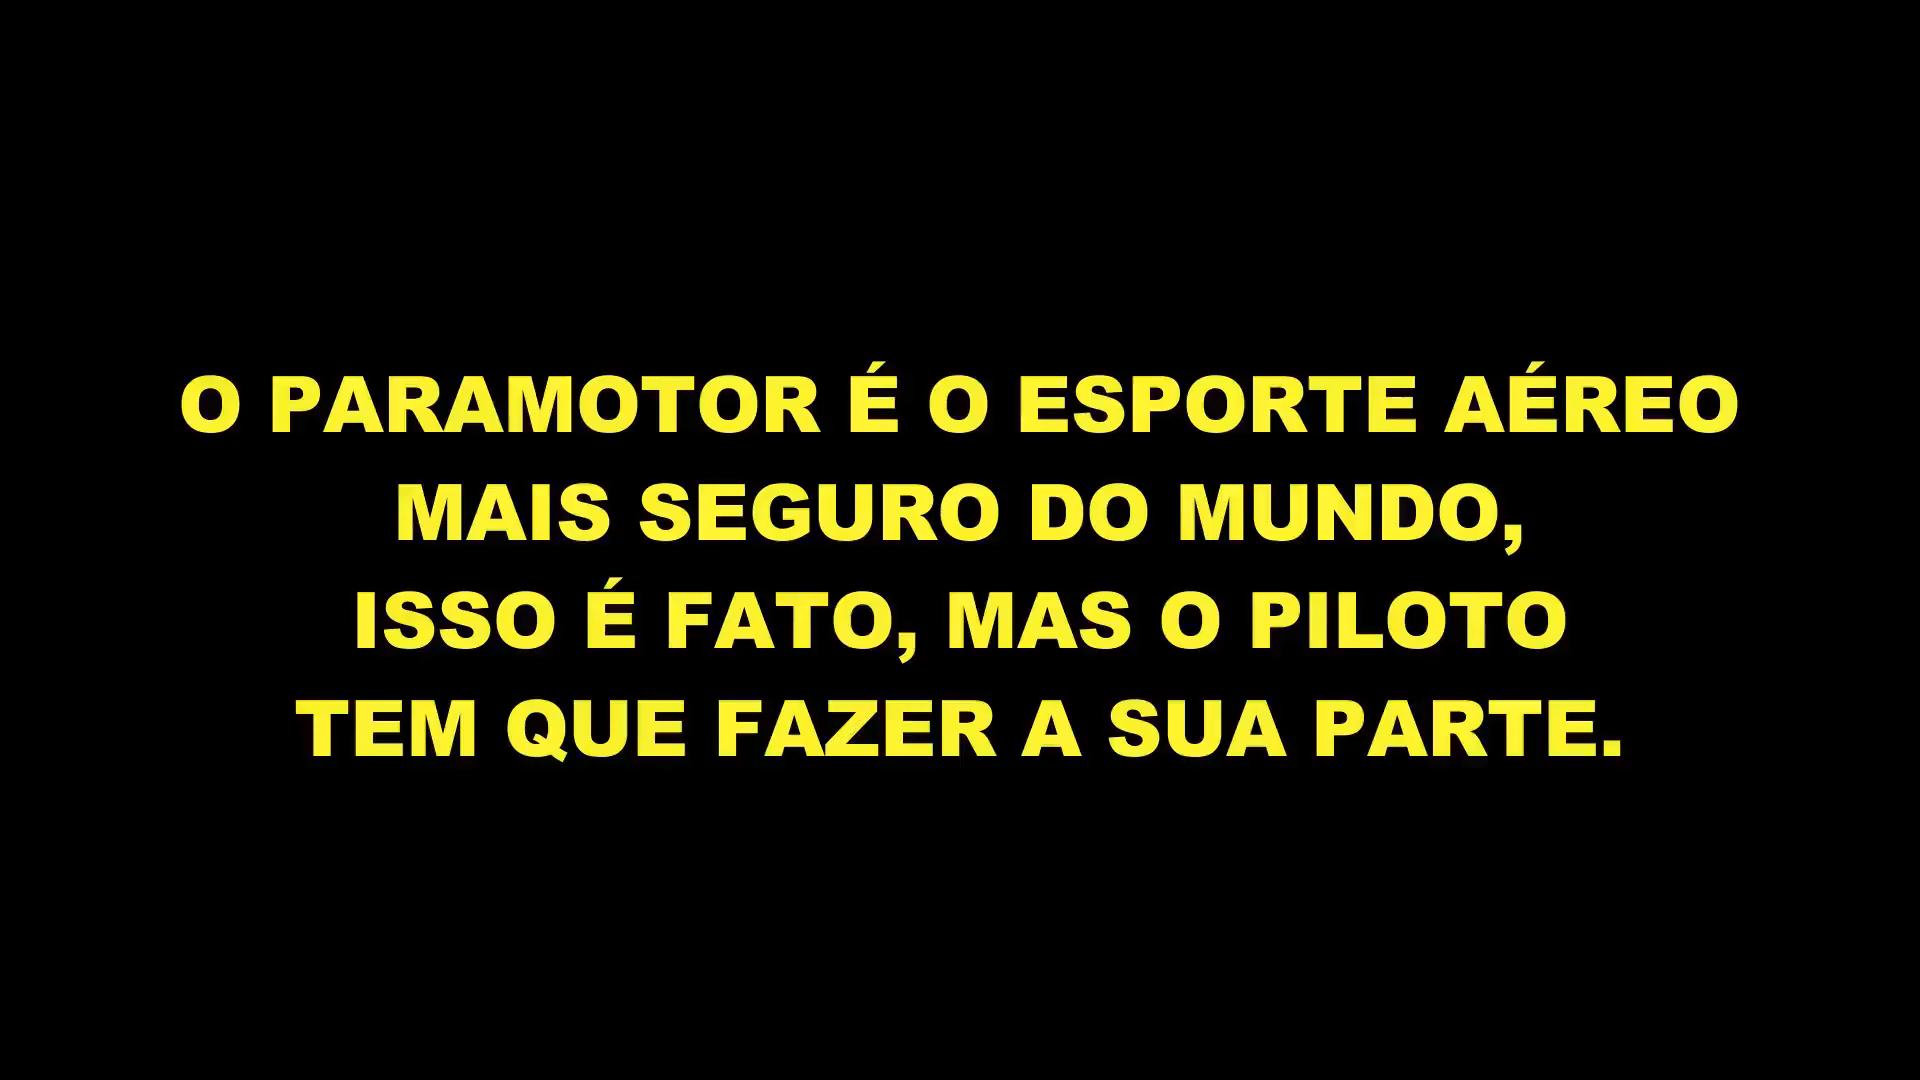 O PARAMOTOR É O ESPORTE AÉREO
MAIS SEGURO DO MUNDO,
ISSO É FATO, MAS O PILOTO
TEM QUE FAZER A SUA PARTE.